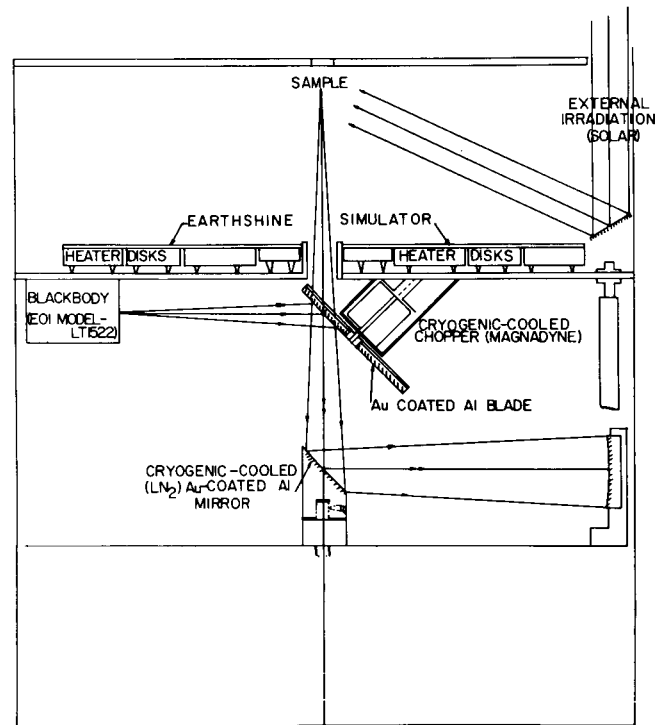 SAMPLE
EXTERNAL
IRRADIATION
(SOLAR)
EARTHSHINE
SIMULATOR
HEATER DISKS
HEATER DISKS
BLACKBODY
(EOI MODEL-
LT1522)
CRYOGENIC-COOLED
CHOPPER (MAGNADYNE)
Au COATED Al BLADE
CRYOGENIC-COOLED
(LN2) Au-COATED Al
MIRROR